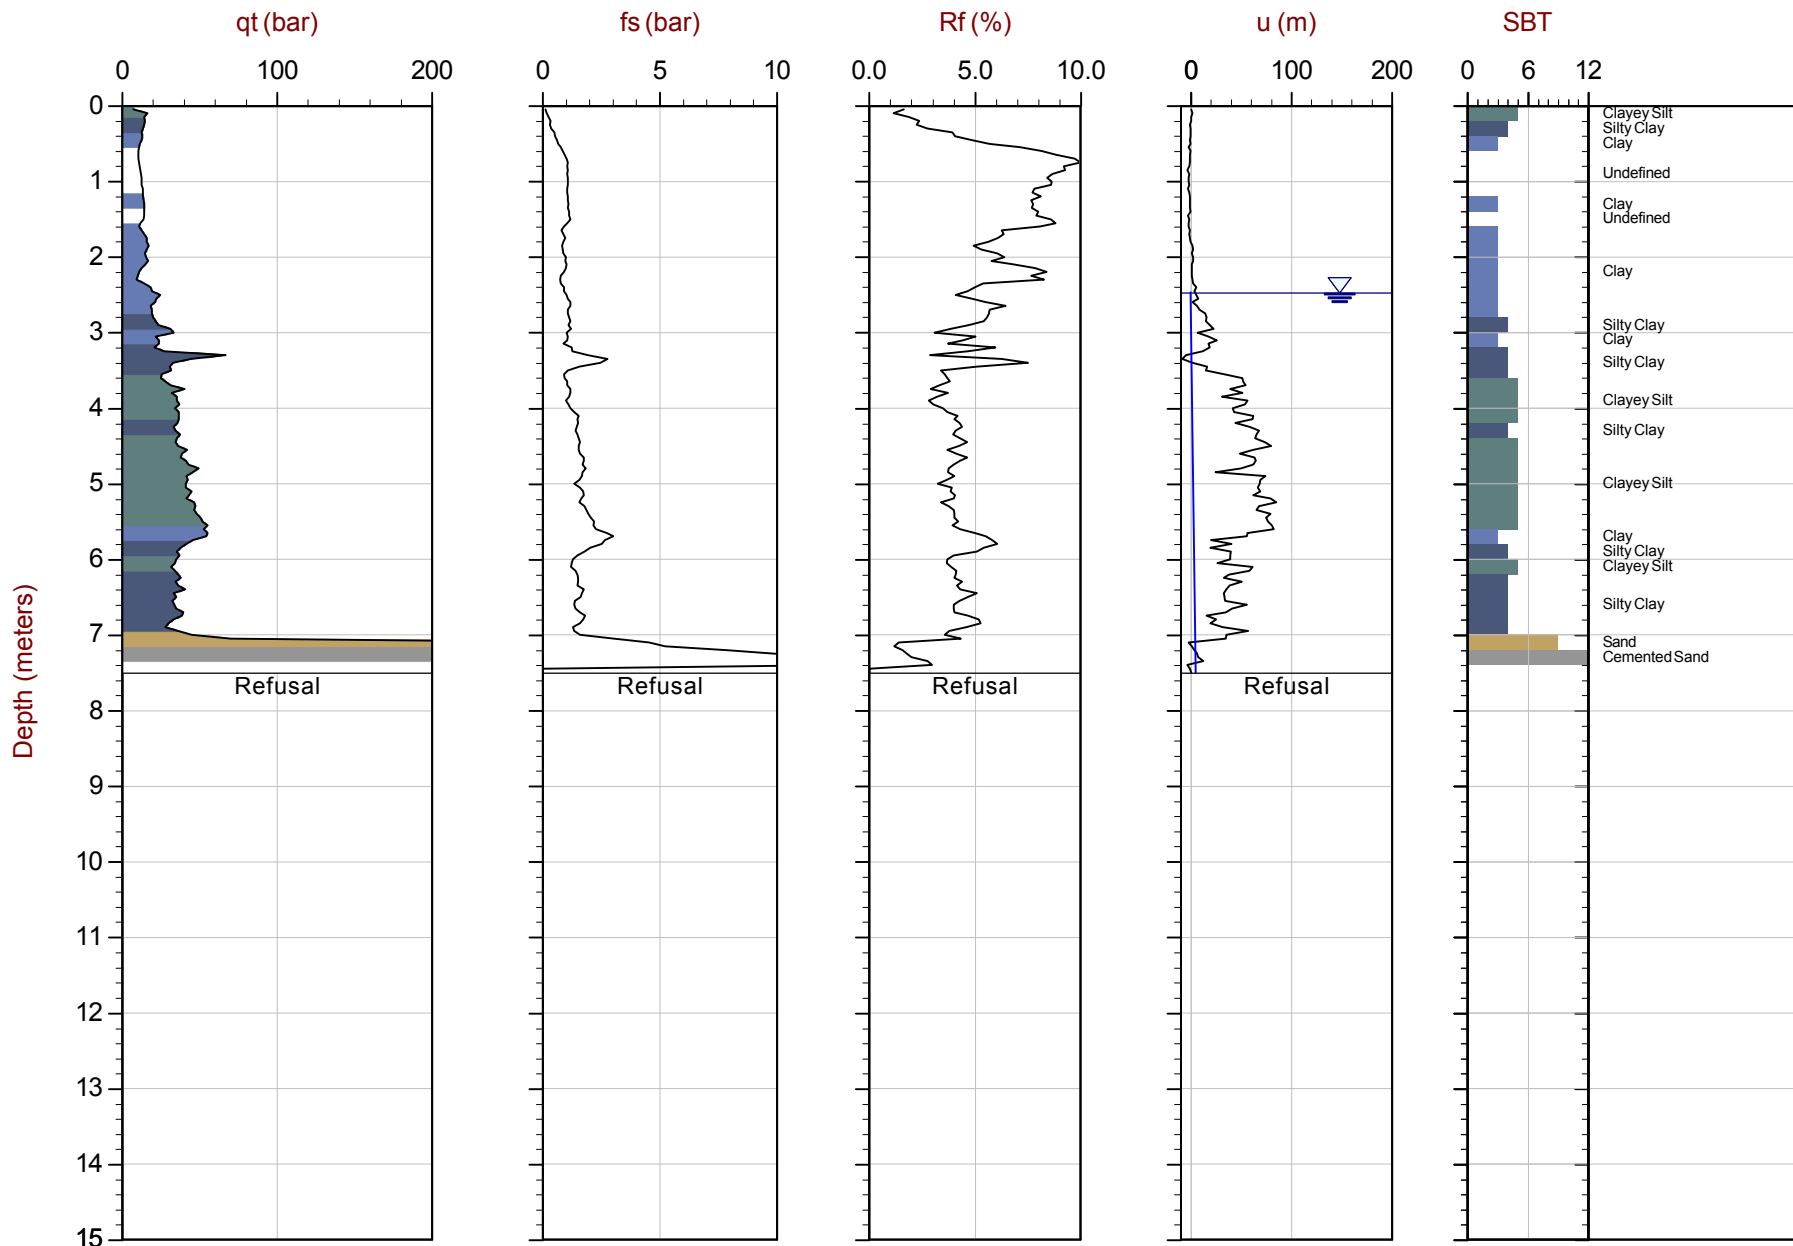 qt (bar) fs (bar) Rf (%) u (m) SBT
0 100 200 0 5 10 0.0 5.0 10.0 0 100 200 0 6 12
0
Clayey Silt
Silty Clay
Clay
Undefined
1
Clay
Undefined
2
Clay
Silty Clay
3
Clay
Silty Clay
Clayey Silt
4
Silty Clay
Clayey Silt
5
Clay
Silty Clay
6
Clayey Silt
Silty Clay
7
Sand
Cemented Sand
Refusal Refusal Refusal Refusal
8
9
10
11
12
13
14
15
Depth (meters)